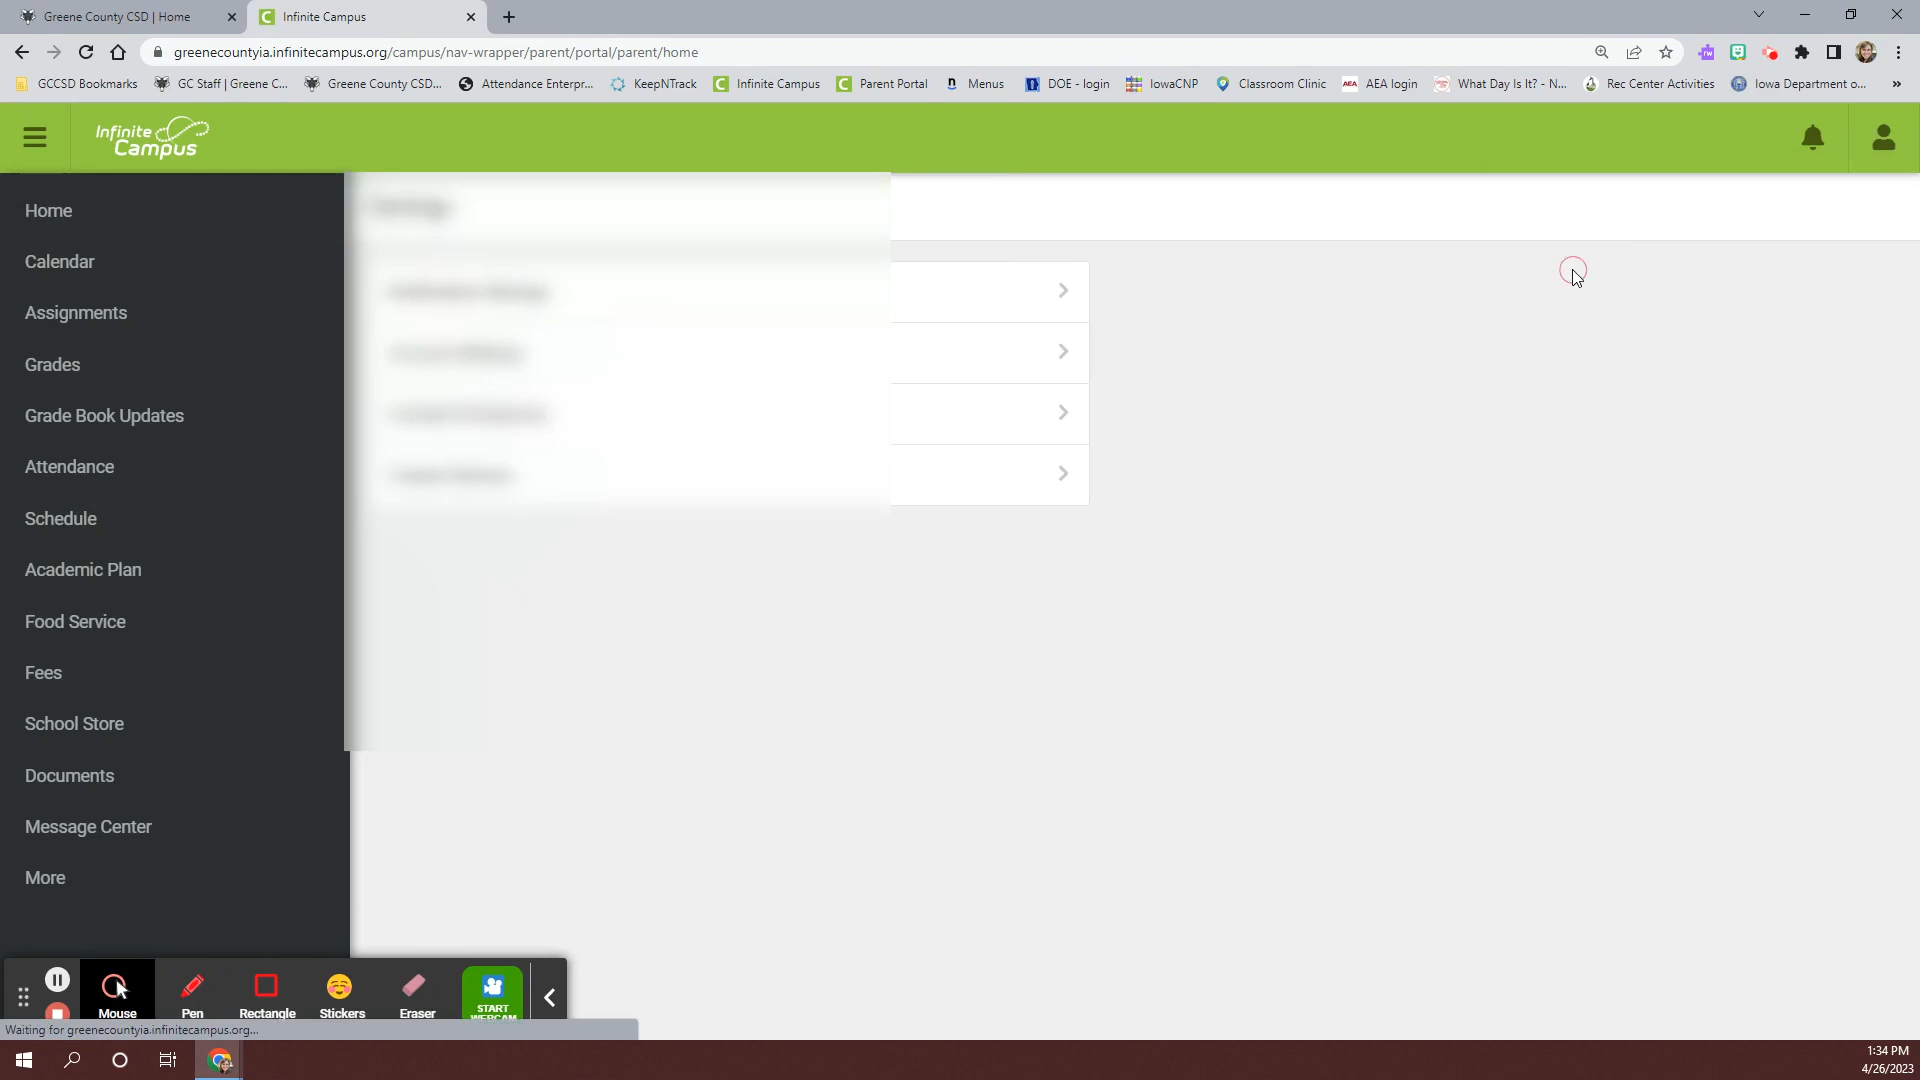 Greene County CSD | Home
Infinite Campus
greenecountyia.infinitecampus.org/campus/nav-wrapper/parent/portal/parent/home
GCCSD Bookmarks
GC Staff | Greene C...
Greene County CSD...
Attendance Enterpr...
KeepNTrack
Infinite Campus
Parent Portal
Menus
DOE - login
IowaCNP
Classroom Clinic
AEA login
What Day Is It? - N...
Rec Center Activities
Iowa Department o...
Infinite
Campus
Home
Calendar
Assignments
Grades
Grade Book Updates
Attendance
Schedule
Academic Plan
Food Service
Fees
School Store
Documents
Message Center
More
Mouse
Pen
Rectangle
Stickers
Eraser
START
WEBCAM
Waiting for greenecountyia.infinitecampus.org...
1:34 PM
4/26/2023